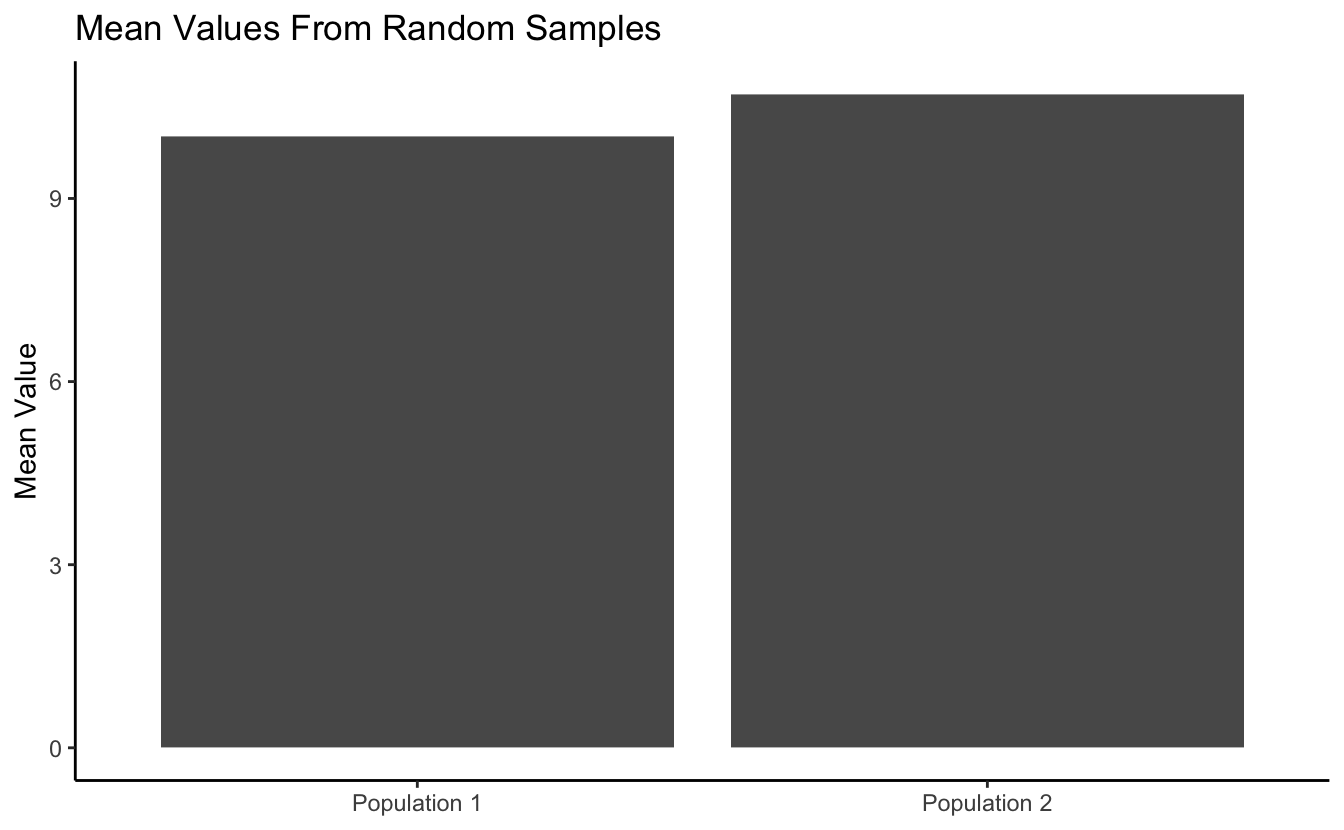 Mean Values From Random Samples
Mean Value
9
6
3
0
Population 1
Population 2